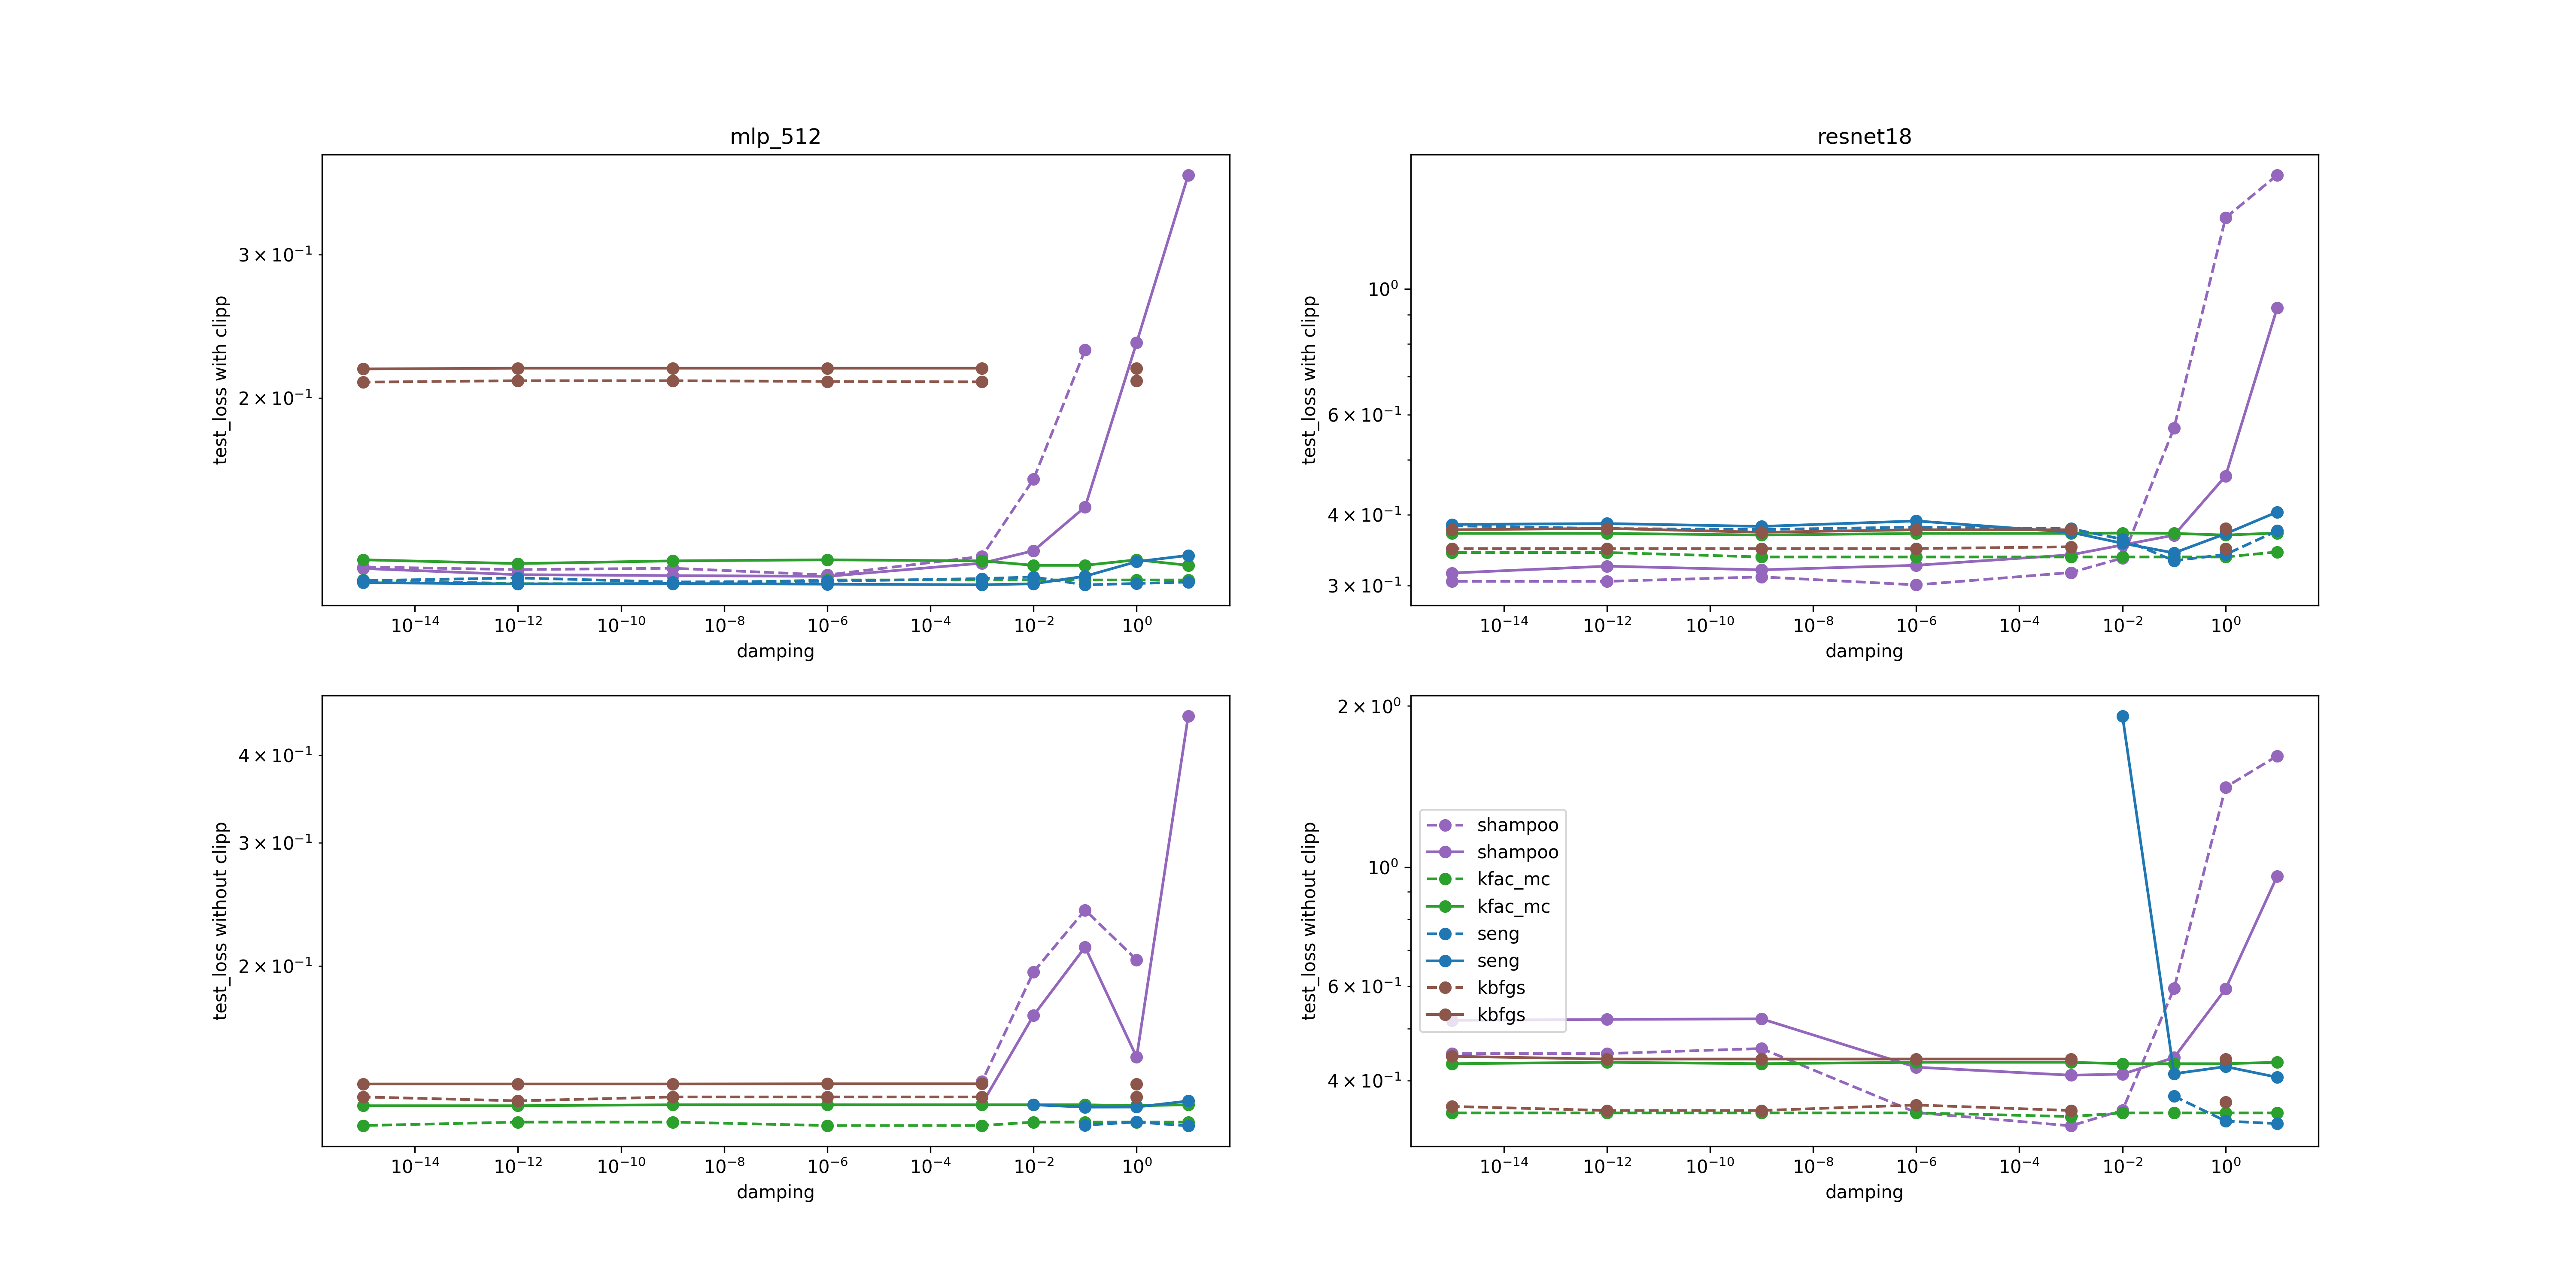 mlp_512
3 × 10⁻¹
2 × 10⁻¹
test_loss with clipp
10⁻¹⁴ 10⁻¹² 10⁻¹⁰ 10⁻⁸ 10⁻⁶ 10⁻⁴ 10⁻² 10⁰
damping
resnet18
10⁰
6 × 10⁻¹
4 × 10⁻¹
3 × 10⁻¹
test_loss with clipp
10⁻¹⁴ 10⁻¹² 10⁻¹⁰ 10⁻⁸ 10⁻⁶ 10⁻⁴ 10⁻² 10⁰
damping
4 × 10⁻¹
3 × 10⁻¹
2 × 10⁻¹
test_loss without clipp
10⁻¹⁴ 10⁻¹² 10⁻¹⁰ 10⁻⁸ 10⁻⁶ 10⁻⁴ 10⁻² 10⁰
damping
2 × 10⁰
10⁰
6 × 10⁻¹
4 × 10⁻¹
test_loss without clipp
shampoo
shampoo
kfac_mc
kfac_mc
seng
seng
kbfgs
kbfgs
10⁻¹⁴ 10⁻¹² 10⁻¹⁰ 10⁻⁸ 10⁻⁶ 10⁻⁴ 10⁻² 10⁰
damping